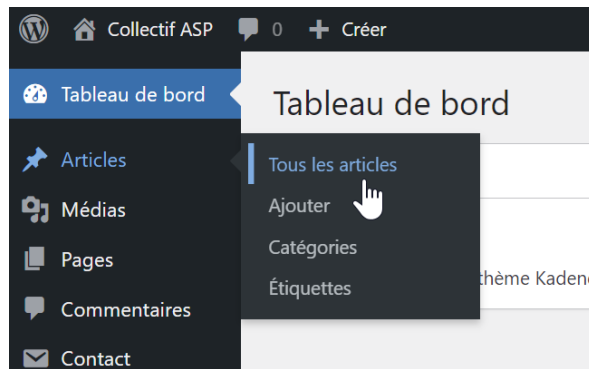 Collectif ASP 0 + Créer
Tableau de bord
Tableau de bord
Articles
Tous les articles
Ajouter
Catégories
Étiquettes
Médias
Pages
Commentaires
Contact
thème Kaden